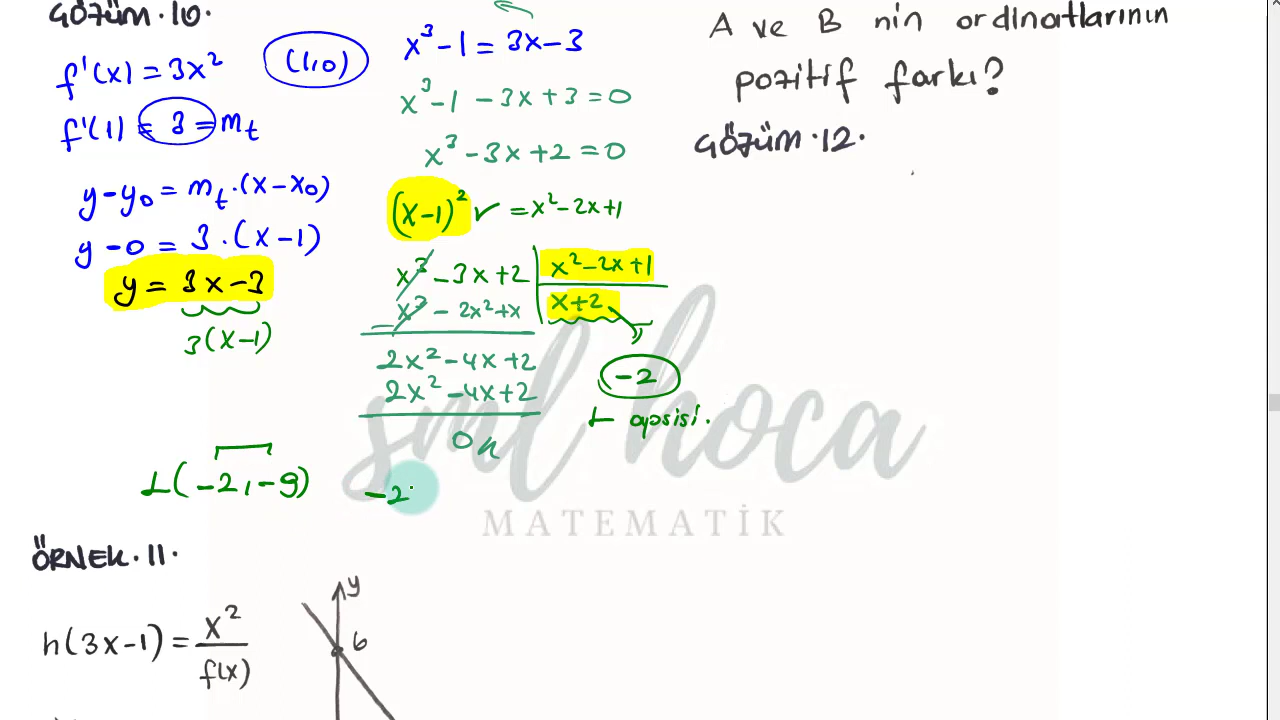 Çözüm.10.
f'(x) = 3x²
(1,0)
f'(1) = 3 = mₜ
y-y₀ = mₜ.(x-x₀)
y-0 = 3.(x-1)
y = 3x-3
3(x-1)
x³-1 = 3x-3
x³-1-3x+3=0
x³-3x+2=0
(x-1)² ✓ = x²-2x+1
x³-3x+2 | x²-2x+1
x³-2x²+x | x+2
2x²-4x+2
2x²-4x+2
0
-2
L apsisi.
L(-2,-9)
-2
ÖRNEK.11.
h(3x-1) = x²/f(x)
y
6
A ve B nin ordinatlarının
pozitif farkı?
Çözüm.12.
sml hoca
MATEMATİK